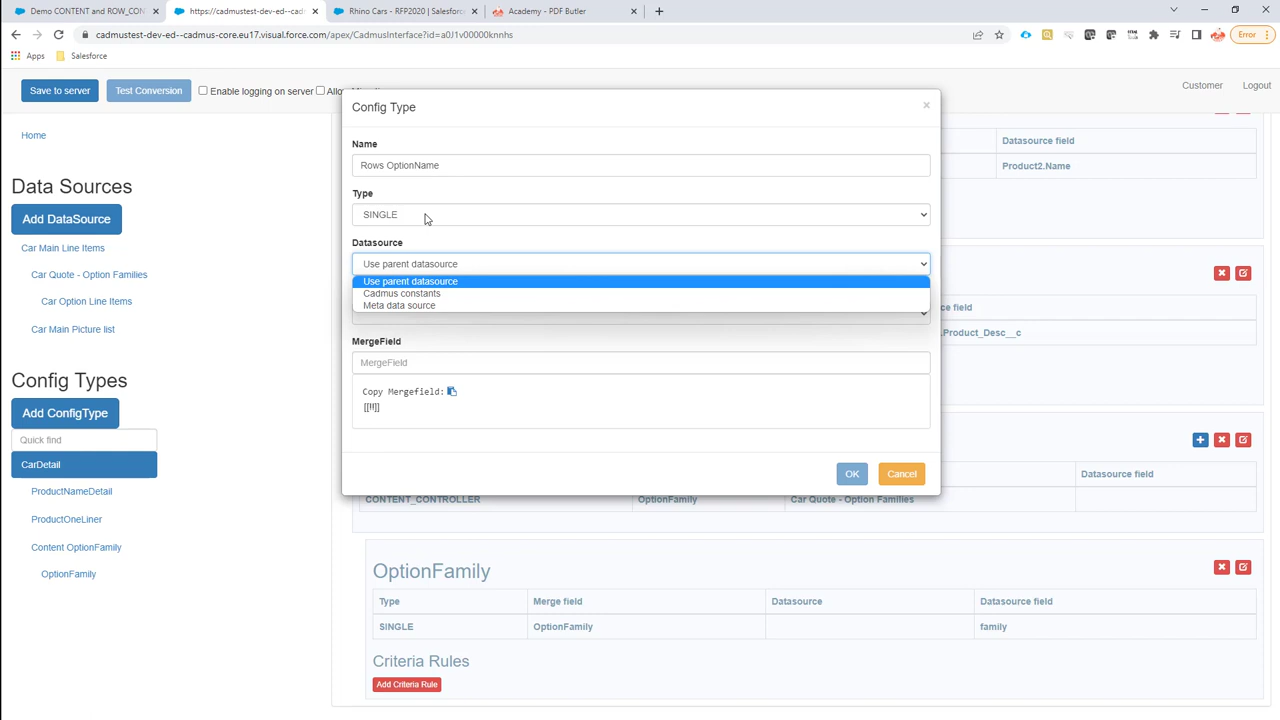 Demo CONTENT and ROW_CON
https://cadmustest-dev-ed--cadr
Rhino Cars - RFP2020 | Salesforc
Academy - PDF Butler
cadmustest-dev-ed--cadmus-core.eu17.visual.force.com/apex/CadmusInterface?id=a0J1v00000knnhs
Error
Apps
Salesforce
Save to server
Test Conversion
Enable logging on server
Customer
Logout
Home
Data Sources
Add DataSource
Car Main Line Items
Car Quote - Option Families
Car Option Line Items
Car Main Picture list
Config Types
Add ConfigType
Quick find
CarDetail
ProductNameDetail
ProductOneLiner
Content OptionFamily
OptionFamily
Config Type
×
Name
Rows OptionName
Type
SINGLE
Datasource
Use parent datasource
Use parent datasource
Cadmus constants
Meta data source
MergeField
MergeField
Copy Mergefield:
[[!!]]
OK
Cancel
Datasource field
Product2.Name
e field
.Product_Desc__c
Datasource field
CONTENT_CONTROLLER
OptionFamily
Car Quote - Option Families
OptionFamily
Type
Merge field
Datasource
Datasource field
SINGLE
OptionFamily
family
Criteria Rules
Add Criteria Rule